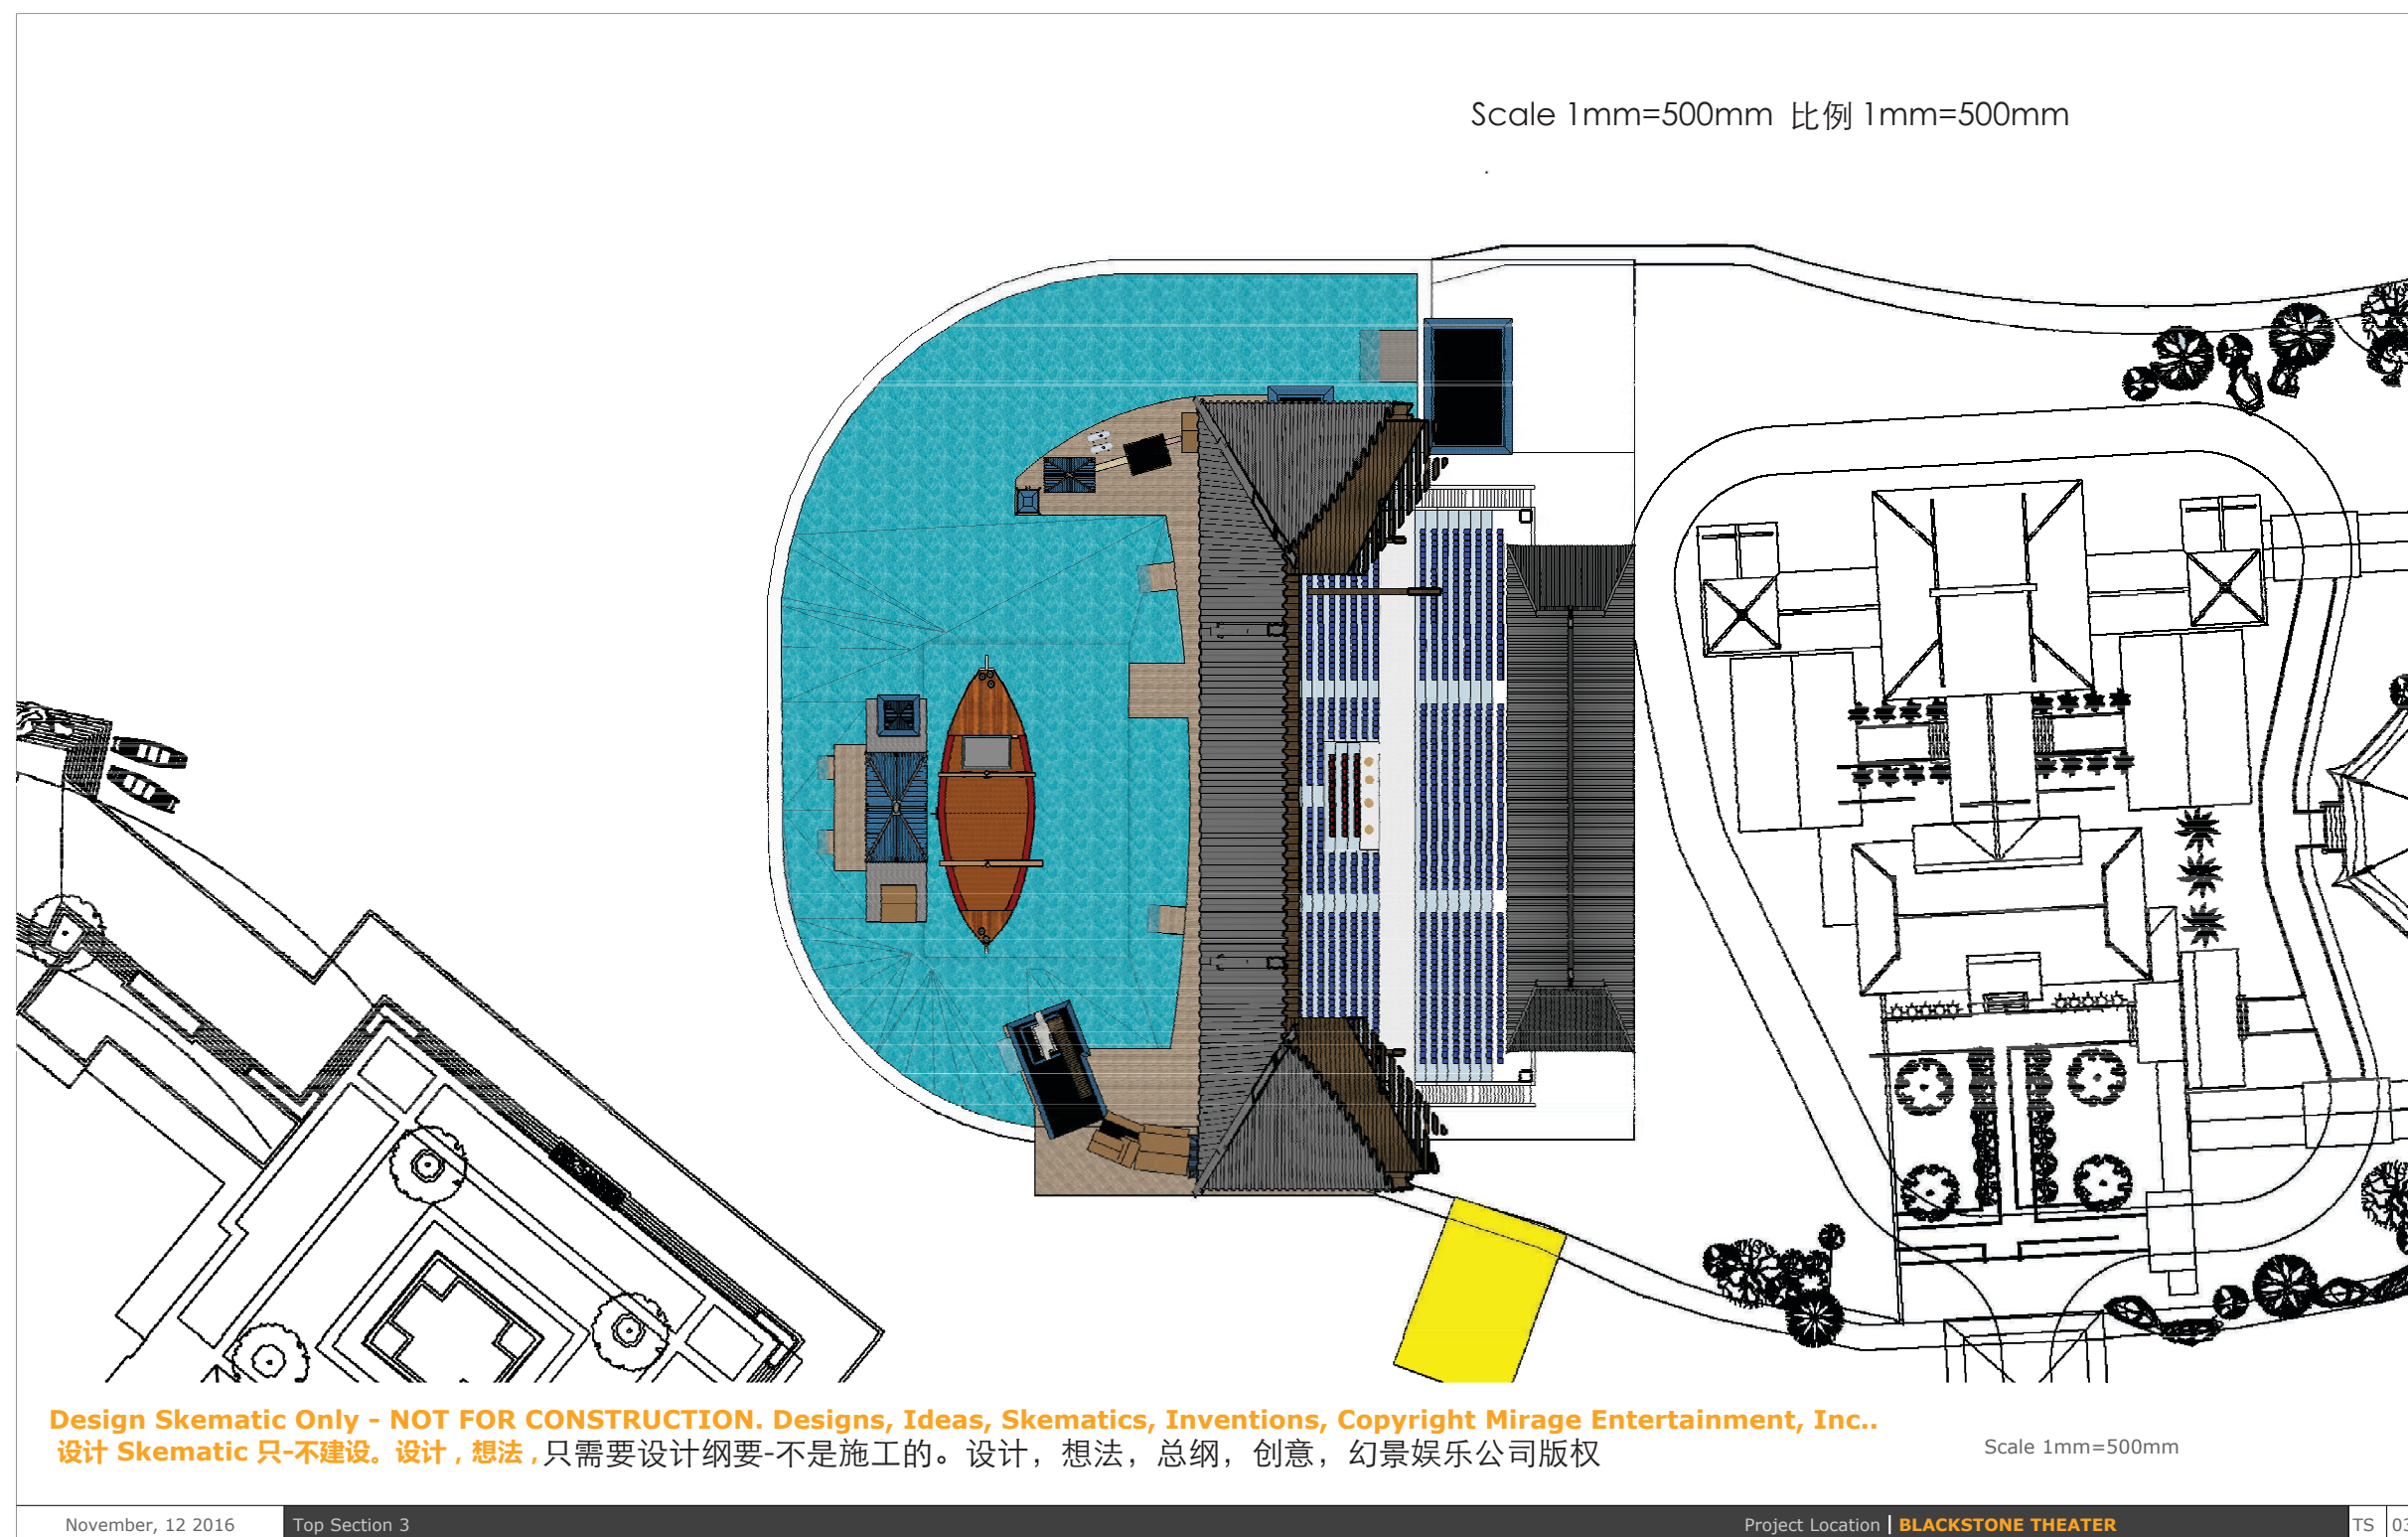 Scale 1mm=500mm 比例 1mm=500mm
Design Skematic Only - NOT FOR CONSTRUCTION. Designs, Ideas, Skematics, Inventions, Copyright Mirage Entertainment, Inc..
设计 Skematic 只-不建设。设计 , 想法 , 只需要设计纲要-不是施工的。设计，想法，总纲，创意，幻景娱乐公司版权
Scale 1mm=500mm
November, 12 2016 Top Section 3 Project Location | BLACKSTONE THEATER TS